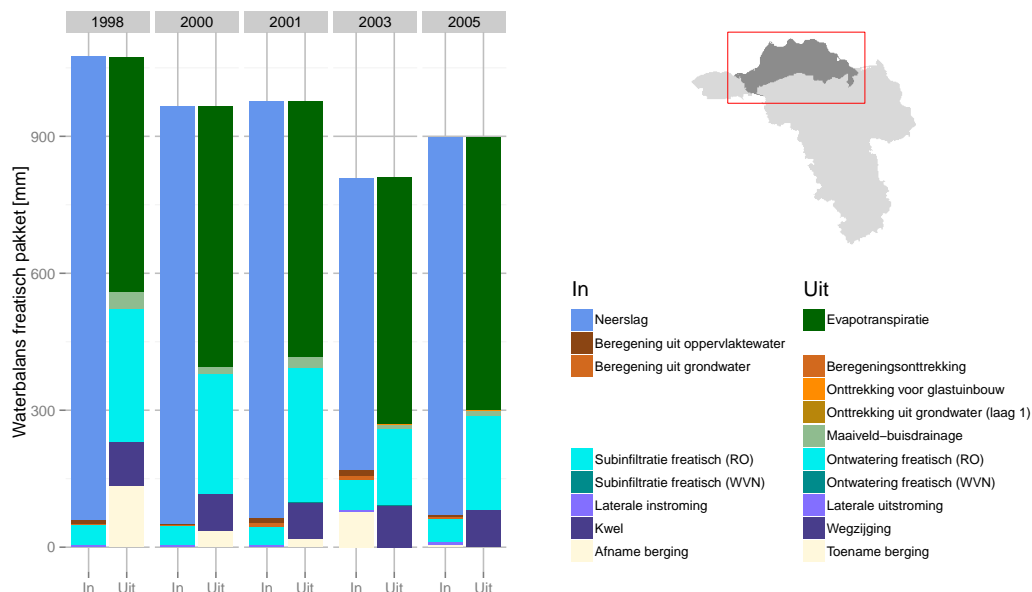 1998
2000
2001
2003
2005
Waterbalans freatisch pakket [mm]
900
600
300
0
In
Uit
In
Uit
In
Uit
In
Uit
In
Uit
In
Neerslag
Beregening uit oppervlaktewater
Beregening uit grondwater
Subinfiltratie freatisch (RO)
Subinfiltratie freatisch (WVN)
Laterale instroming
Kwel
Afname berging
Uit
Evapotranspiratie
Beregeningsonttrekking
Onttrekking voor glastuinbouw
Onttrekking uit grondwater (laag 1)
Maaiveld−buisdrainage
Ontwatering freatisch (RO)
Ontwatering freatisch (WVN)
Laterale uitstroming
Wegzijging
Toename berging